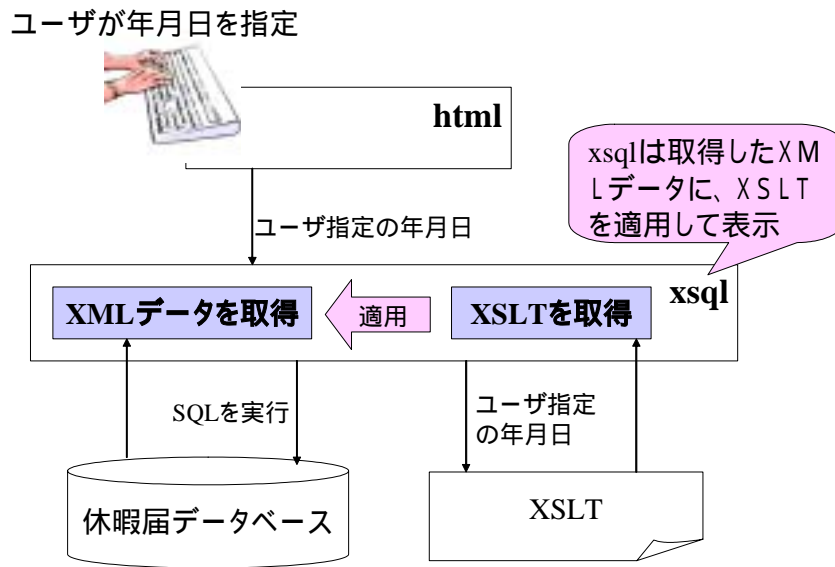 ユーザが年月日を指定
html
xsqlは取得したXM
Lデータに、XSLT
を適用して表示
ユーザ指定の年月日
xsql
XMLデータを取得
適用
XSLTを取得
SQLを実行
ユーザ指定
の年月日
休暇届データベース
XSLT